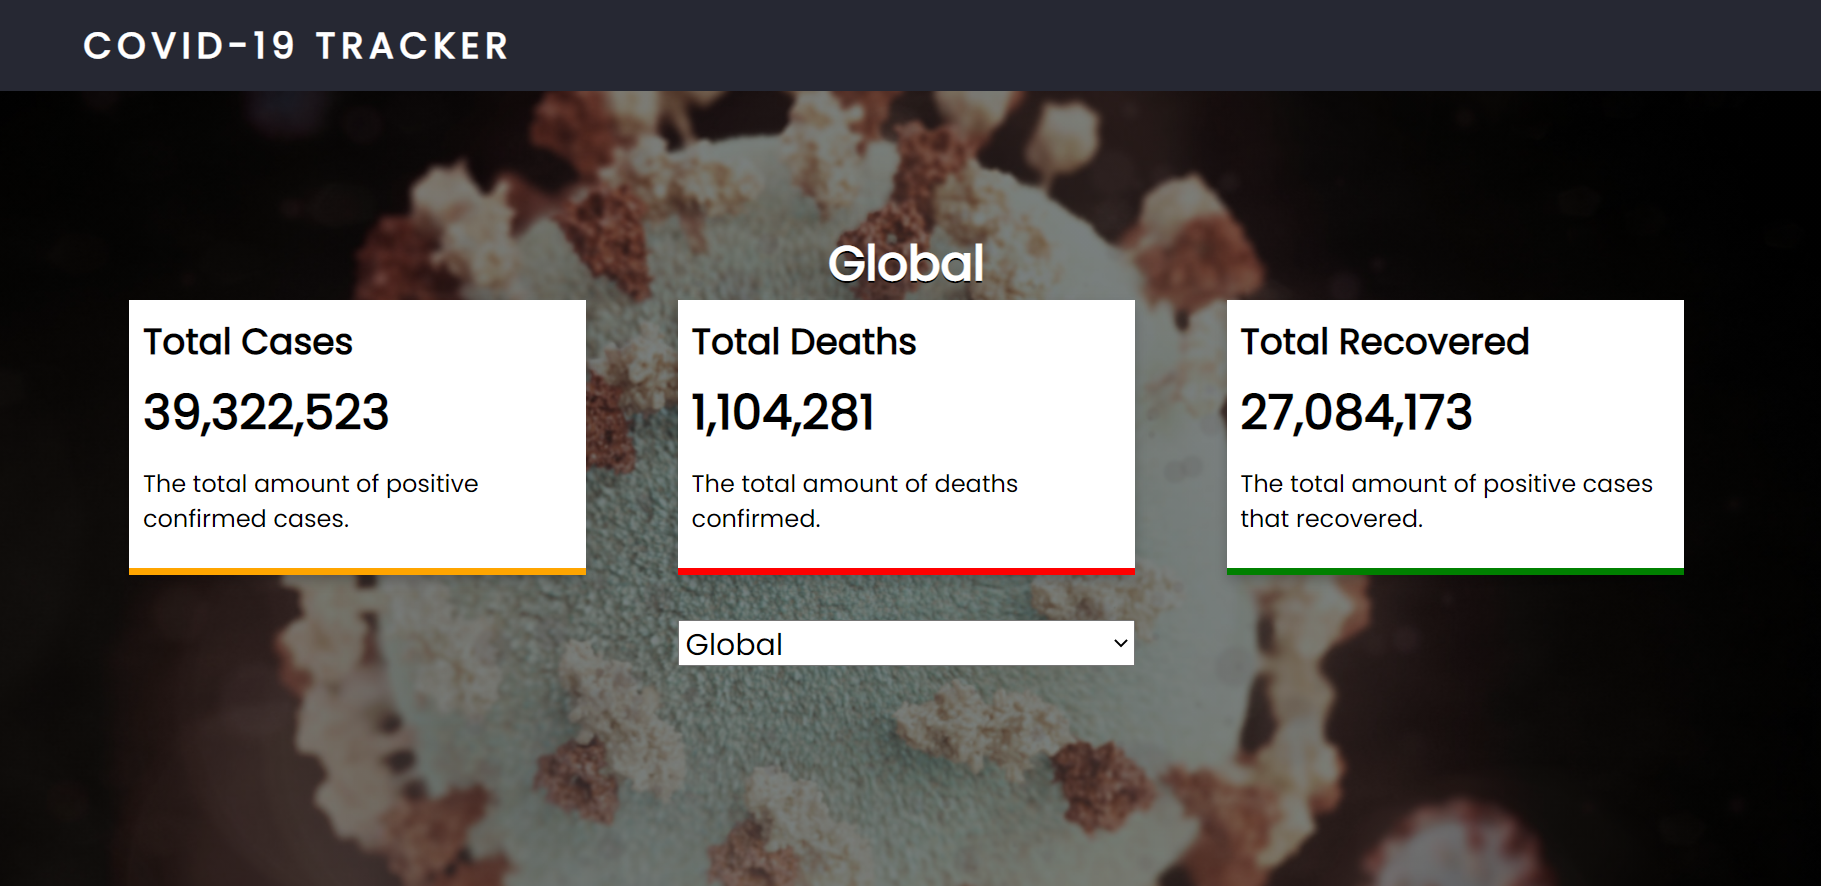 COVID-19 TRACKER
Global
Total Cases
39,322,523
The total amount of positive
confirmed cases.
Total Deaths
1,104,281
The total amount of deaths
confirmed.
Total Recovered
27,084,173
The total amount of positive cases
that recovered.
Global